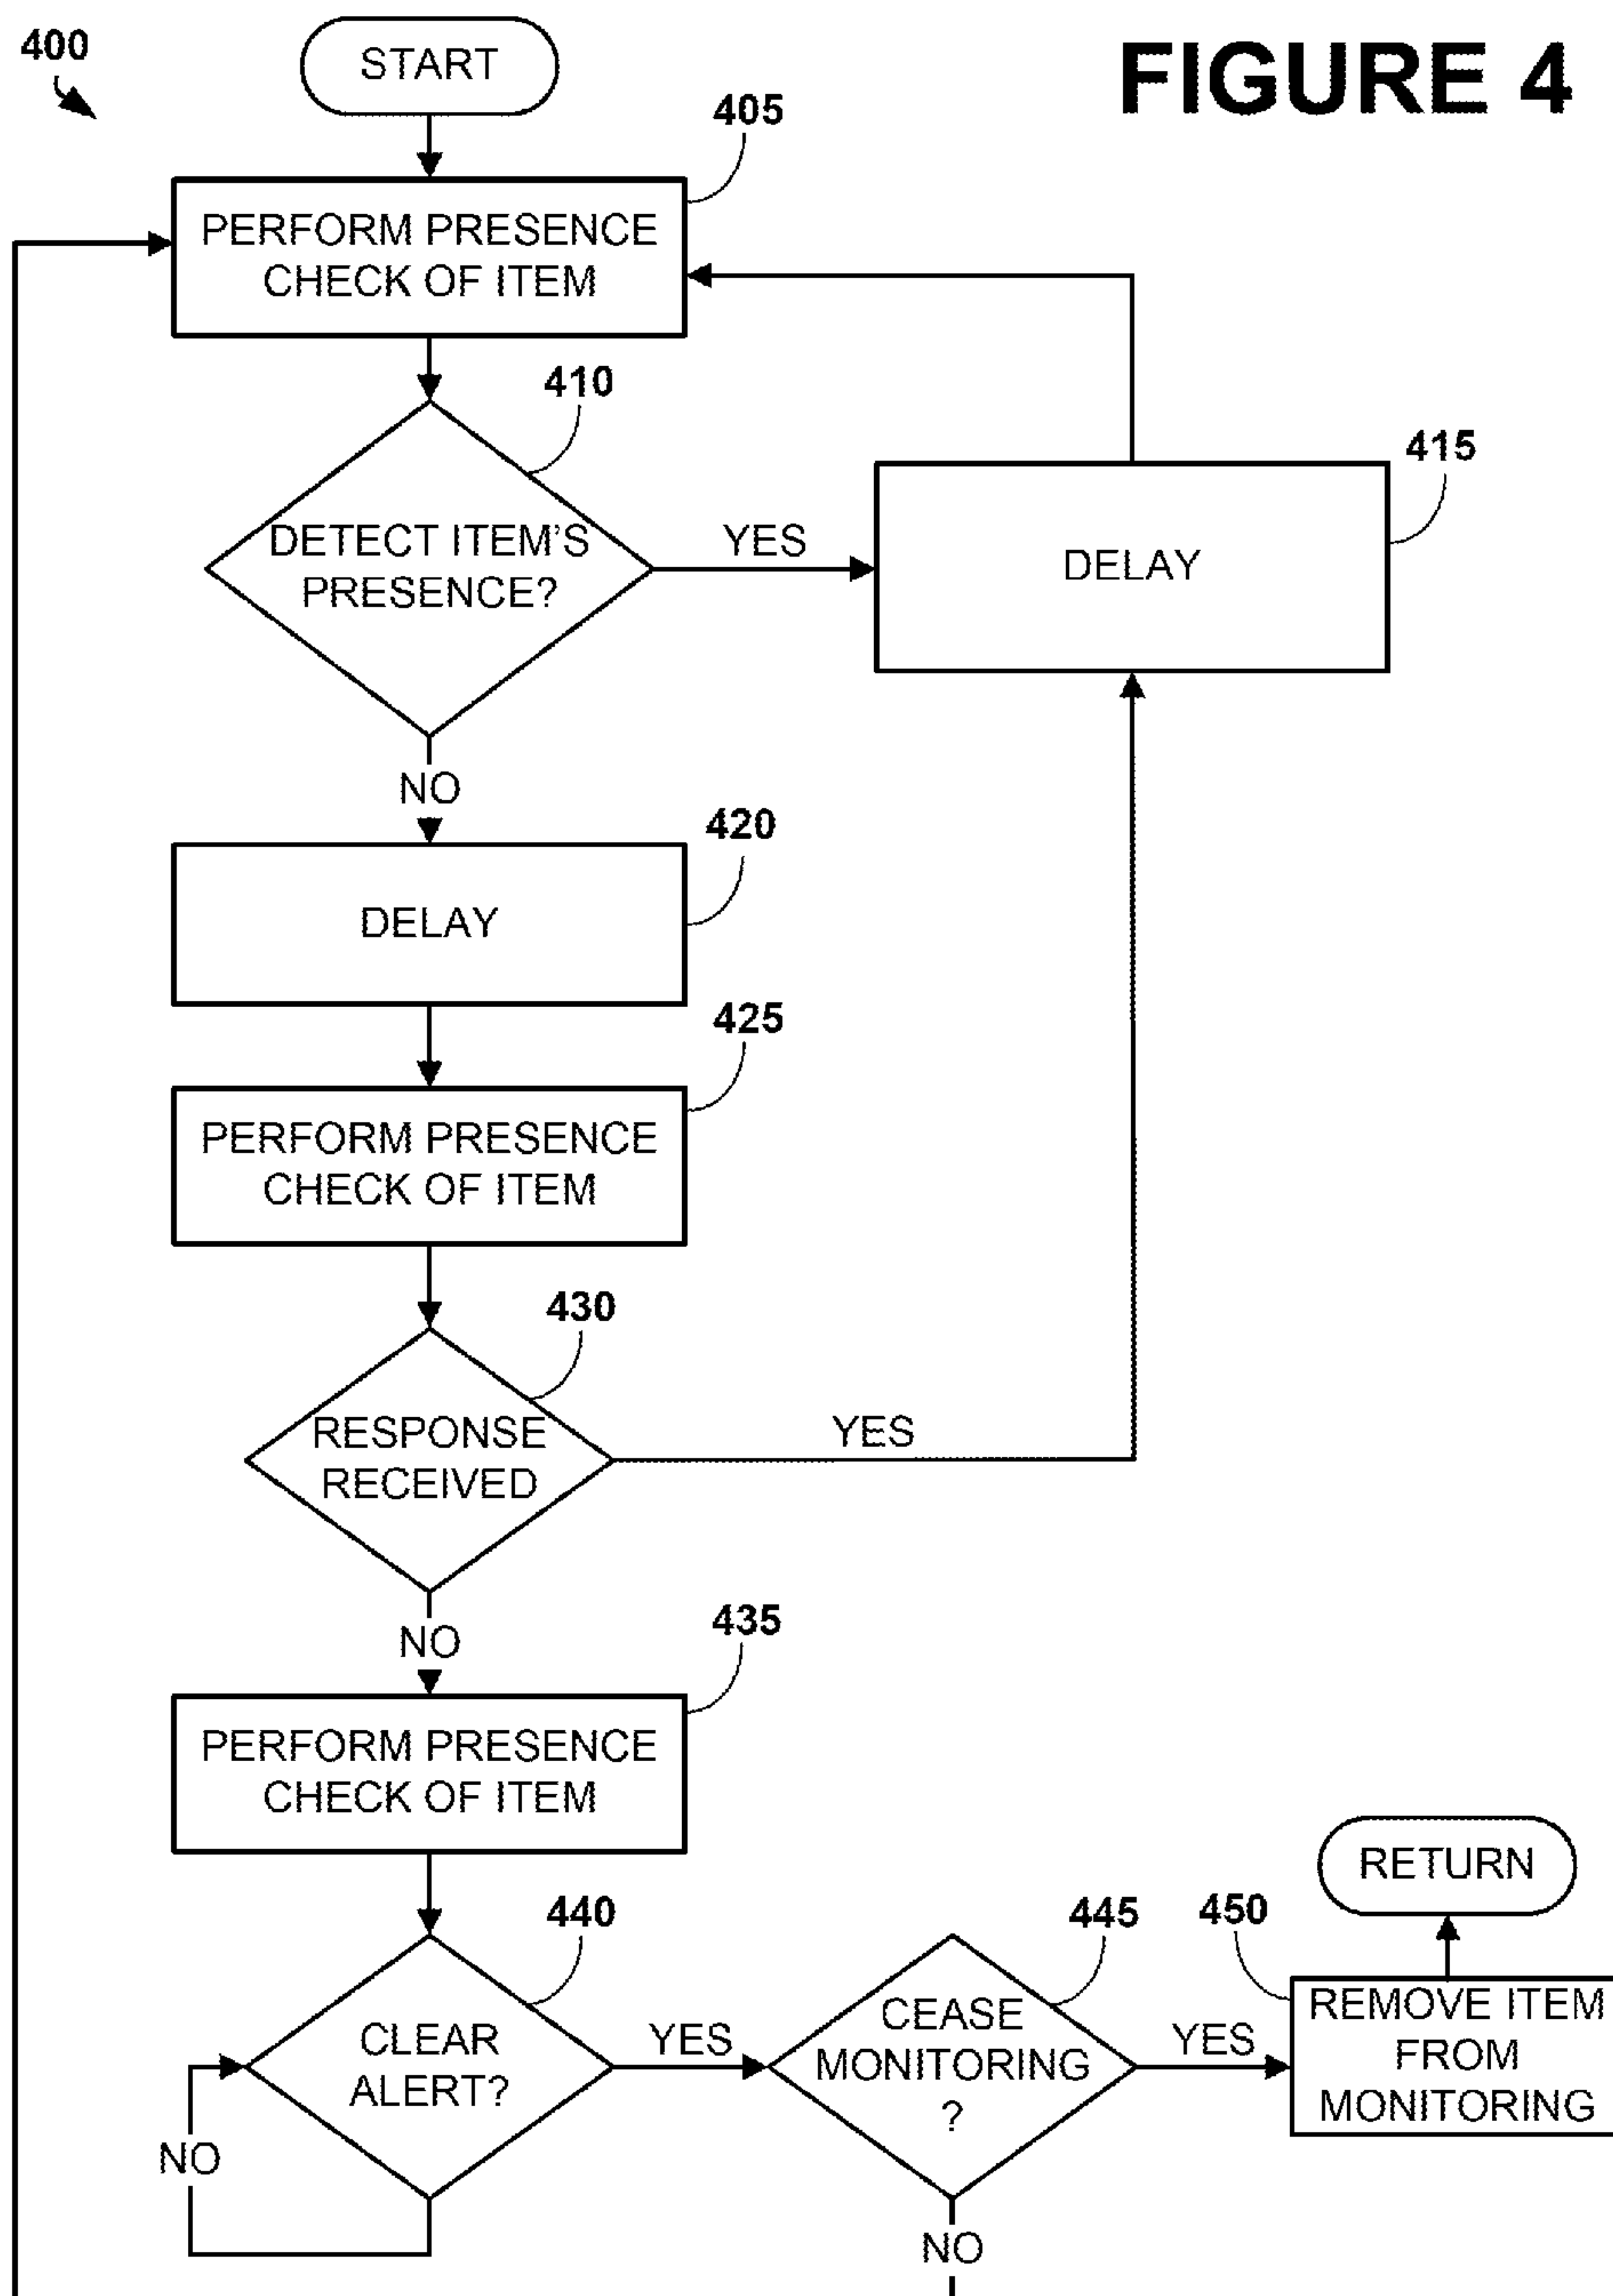 400
START
FIGURE 4
405
PERFORM PRESENCE
CHECK OF ITEM
410
DETECT ITEM'S
PRESENCE?
YES
415
DELAY
NO
420
DELAY
425
PERFORM PRESENCE
CHECK OF ITEM
430
RESPONSE
RECEIVED
YES
NO
435
PERFORM PRESENCE
CHECK OF ITEM
440
CLEAR
ALERT?
NO
YES
445
CEASE
MONITORING
?
NO
YES
450
REMOVE ITEM
FROM
MONITORING
RETURN